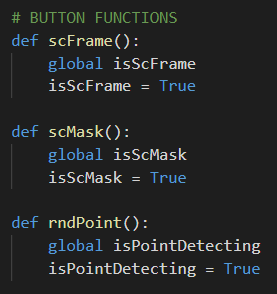 # BUTTON FUNCTIONS
def scFrame():
    global isScFrame
    isScFrame = True

def scMask():
    global isScMask
    isScMask = True

def rndPoint():
    global isPointDetecting
    isPointDetecting = True